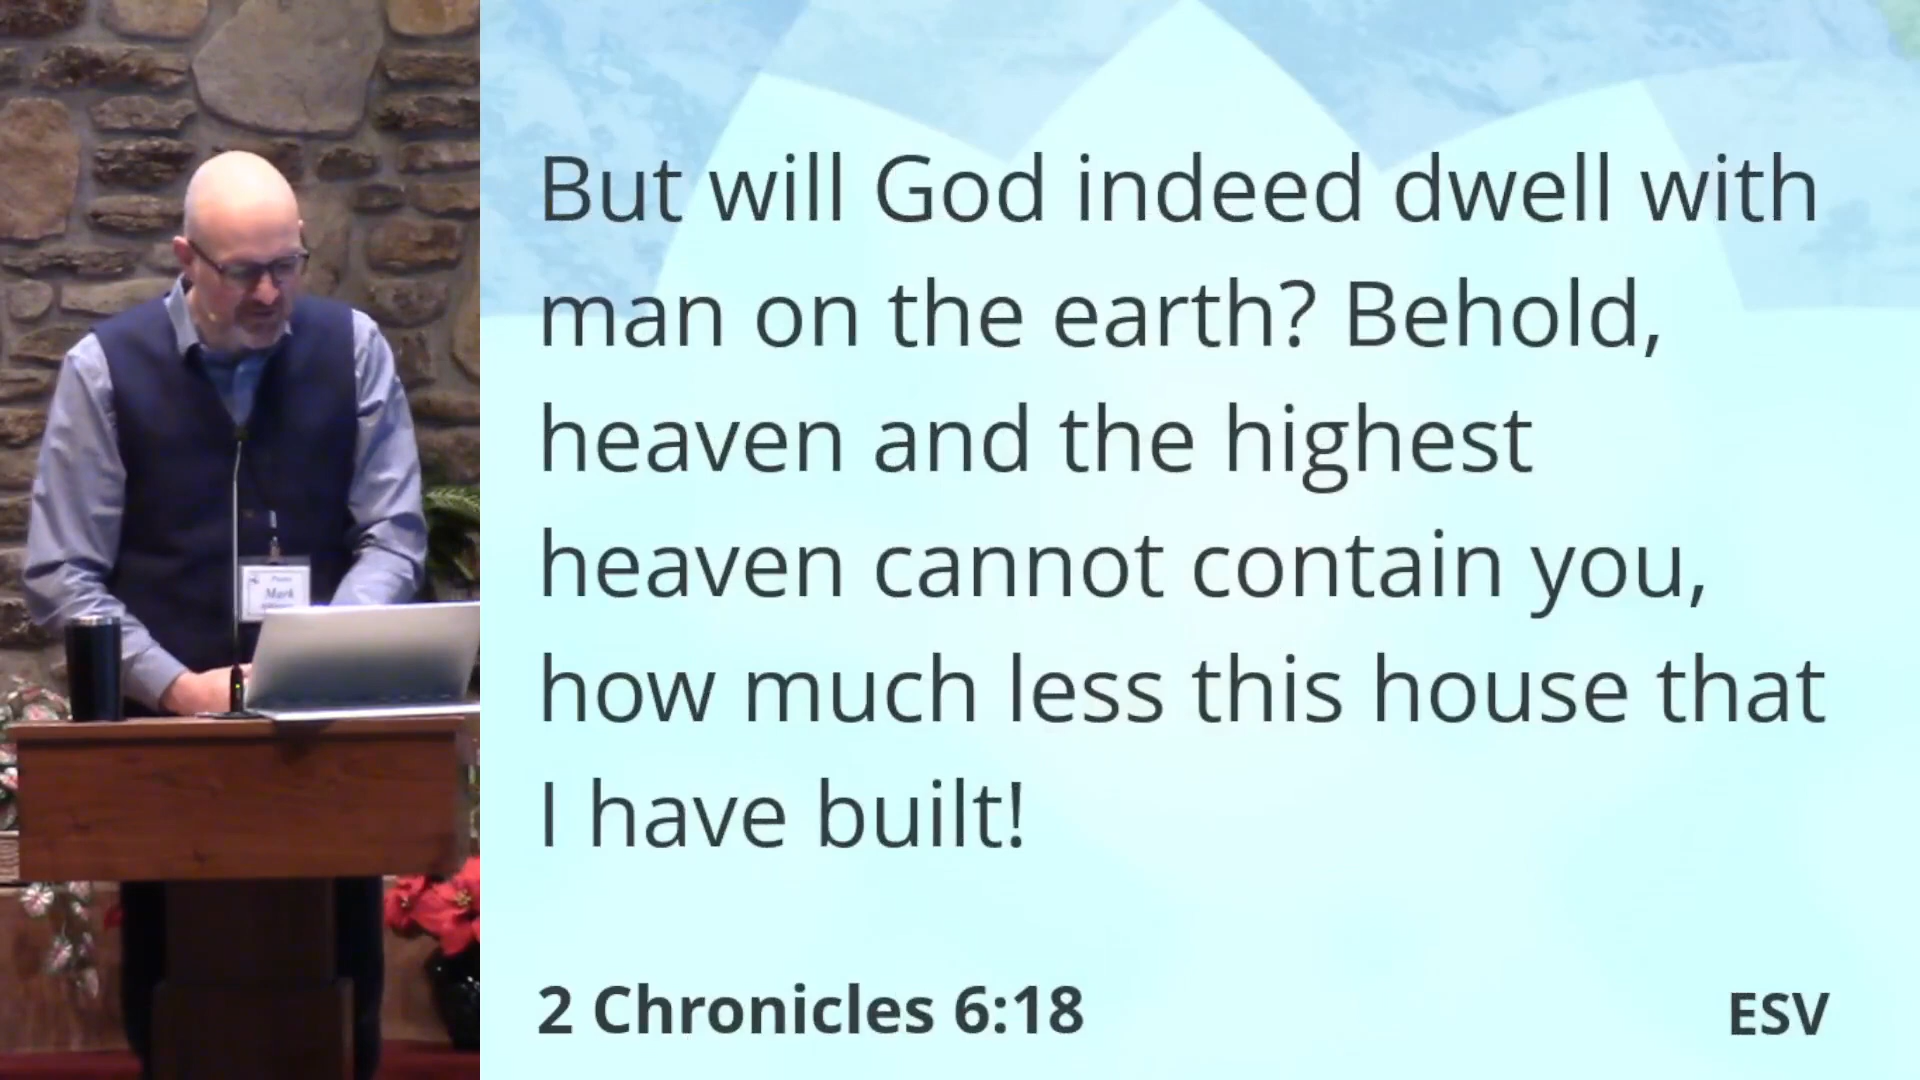 But will God indeed dwell with
man on the earth? Behold,
heaven and the highest
heaven cannot contain you,
how much less this house that
I have built!
2 Chronicles 6:18
ESV
Mark